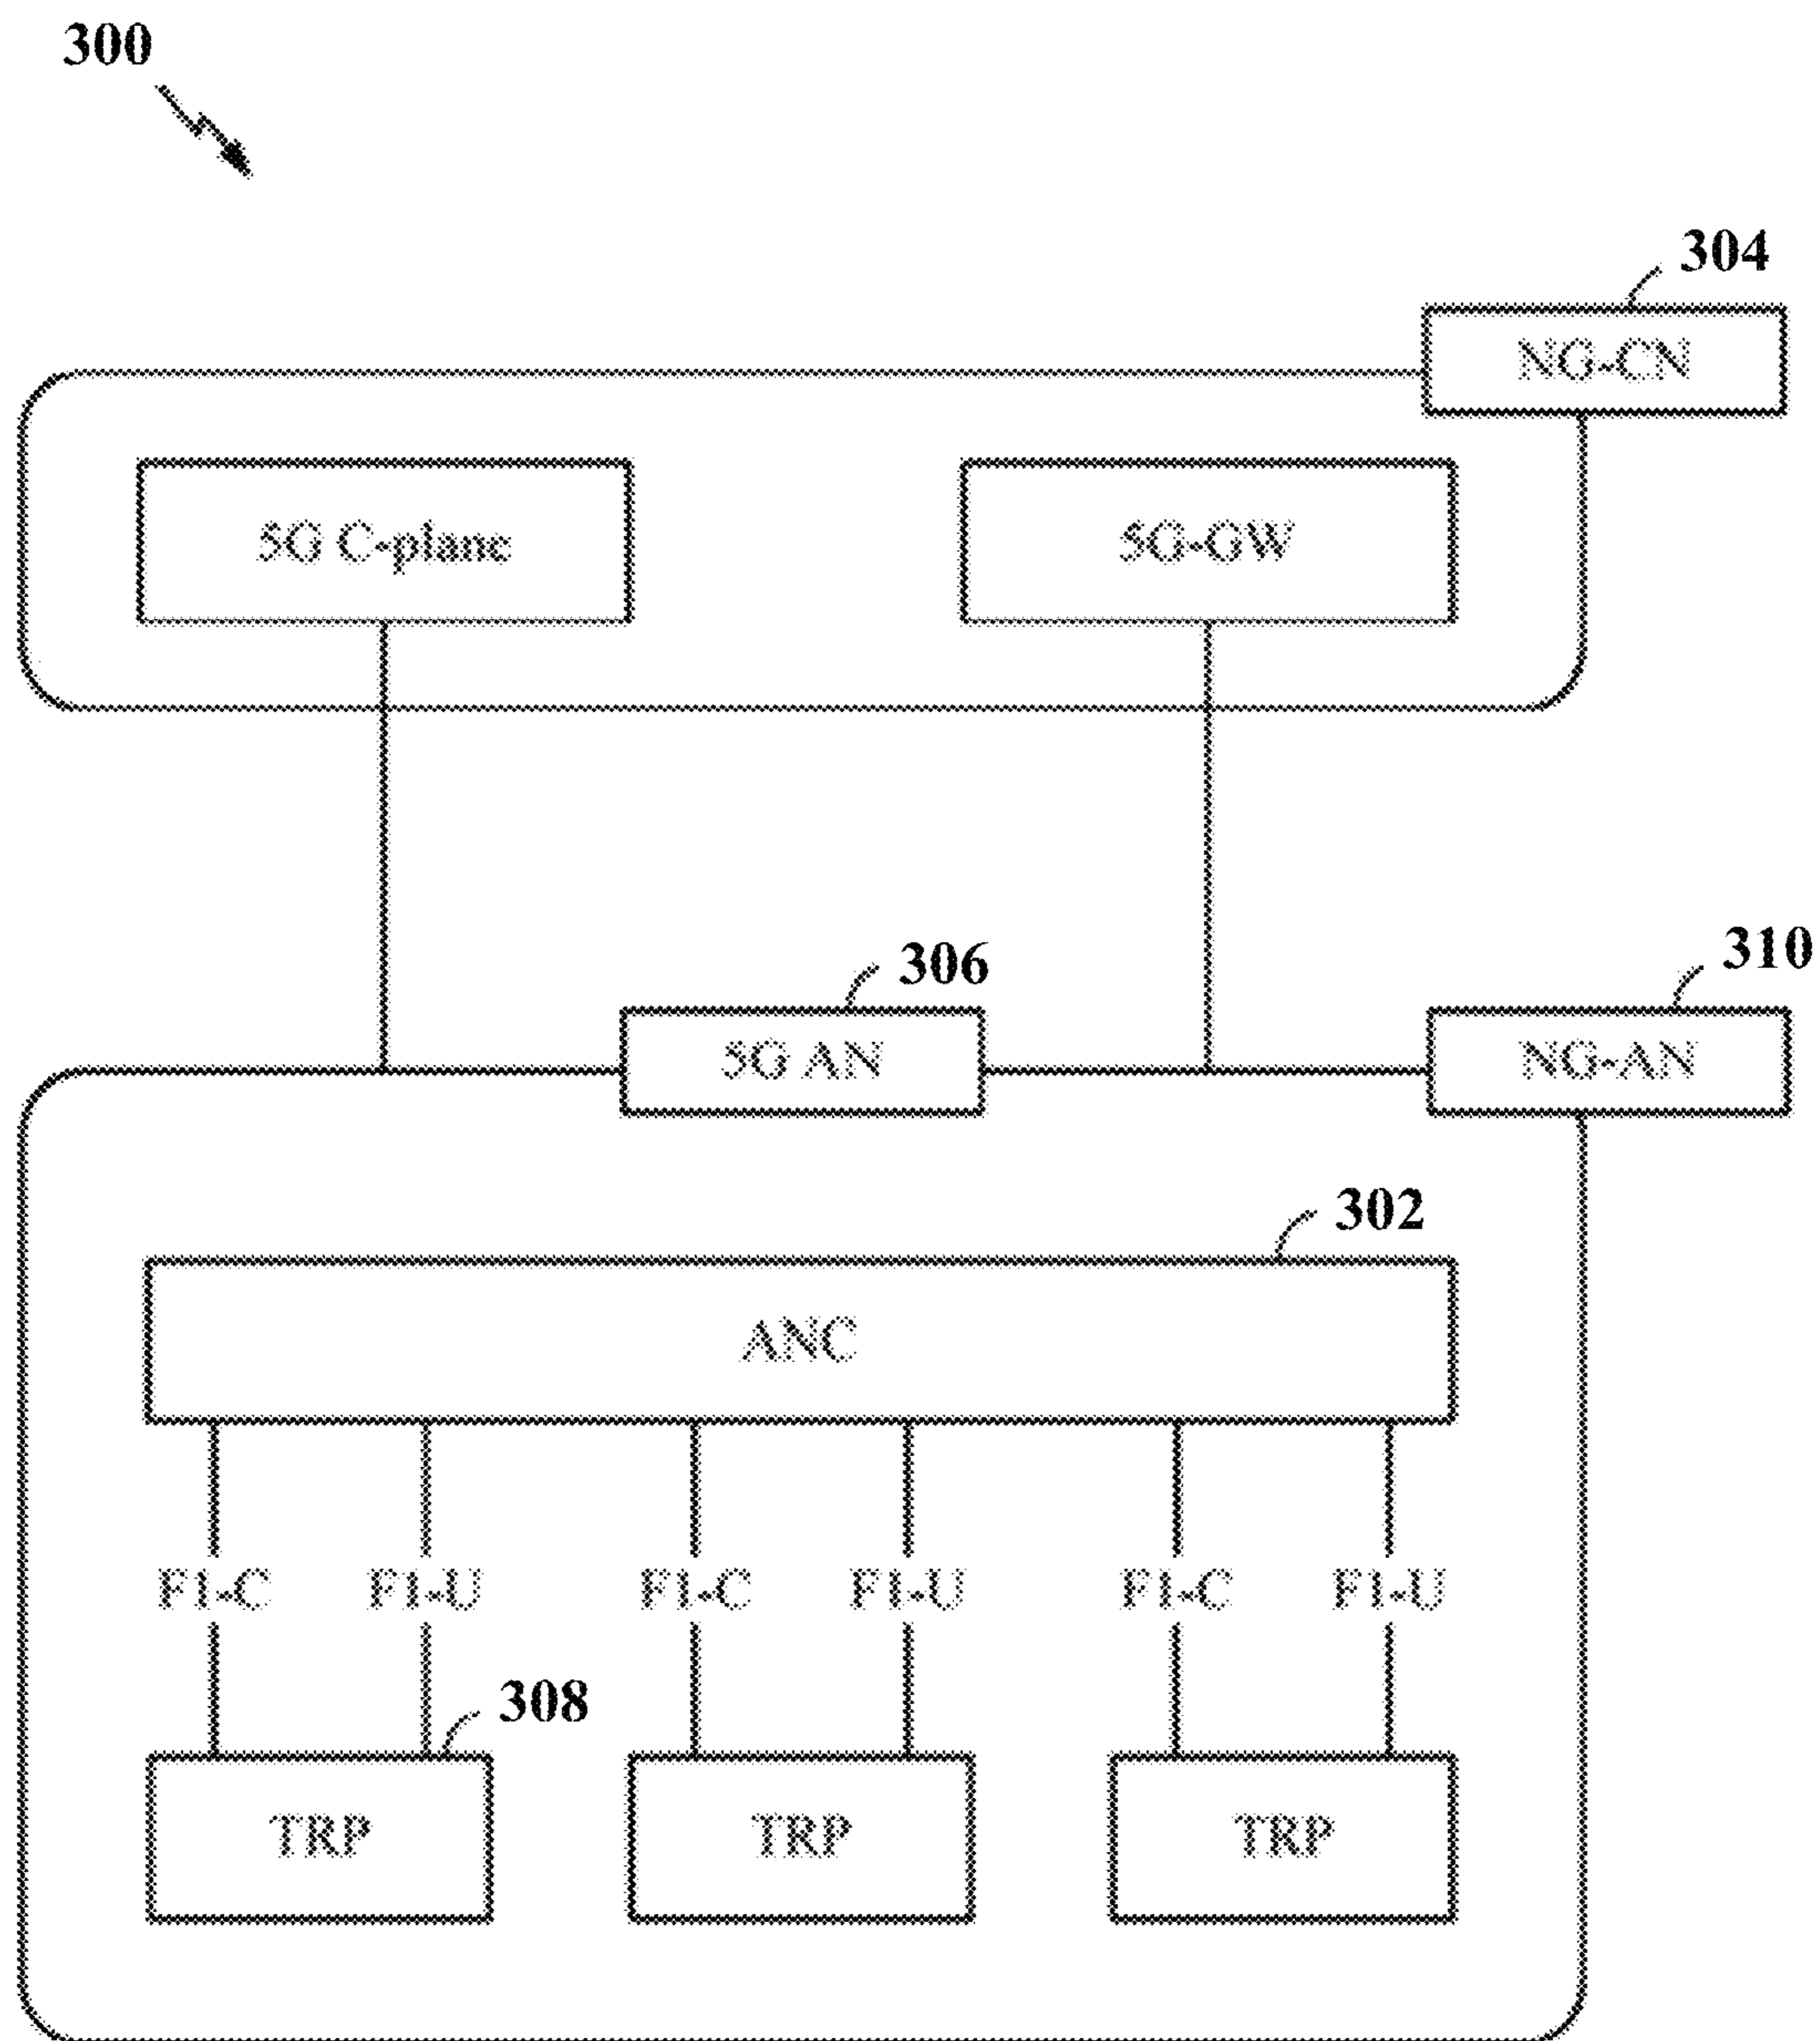 300
304
NG-CN
5G C-plane
5G-GW
306
310
5G AN
NG-AN
302
ANC
F1-C F1-U F1-C F1-U F1-C F1-U
308
TRP TRP TRP